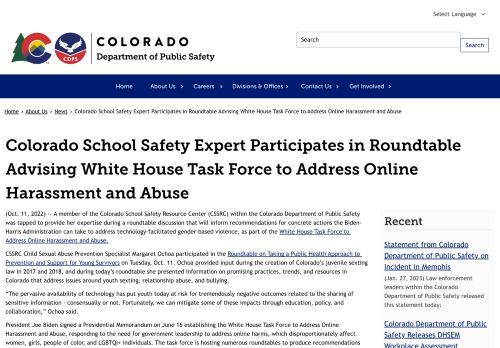 Select Language
COLORADO
Department of Public Safety
CDPS
Search
Search
Home About Us Careers Divisions & Offices Contact Us Get Involved
Home > About Us > News > Colorado School Safety Expert Participates in Roundtable Advising White House Task Force to Address Online Harassment and Abuse
Colorado School Safety Expert Participates in Roundtable
Advising White House Task Force to Address Online
Harassment and Abuse
(Oct. 11, 2022) -- A member of the Colorado School Safety Resource Center (CSSRC) within the Colorado Department of Public Safety
was tapped to provide her expertise during a roundtable discussion that will inform recommendations for concrete actions the Biden-
Harris Administration can take to address technology-facilitated gender-based violence, as part of the White House Task Force to
Address Online Harassment and Abuse.
CSSRC Child Sexual Abuse Prevention Specialist Margaret Ochoa participated in the Roundtable on Taking a Public Health Approach to
Prevention and Support for Young Survivors on Tuesday, Oct. 11. Ochoa provided input during the creation of Colorado's juvenile sexting
law in 2017 and 2018, and during today's roundtable she presented information on promising practices, trends, and resources in
Colorado that address issues around youth sexting, relationship abuse, and bullying.
"The pervasive availability of technology has put youth today at risk for tremendously negative outcomes related to the sharing of
sensitive information - consensually or not. Fortunately, we can mitigate some of these impacts through education, policy, and
collaboration," Ochoa said.
President Joe Biden signed a Presidential Memorandum on June 16 establishing the White House Task Force to Address Online
Harassment and Abuse, responding to the need for government leadership to address online harms, which disproportionately affect
women, girls, people of color, and LGBTQI+ individuals. The task force is hosting numerous roundtables to produce recommendations
Recent
Statement from Colorado
Department of Public Safety on
Incident in Memphis
(Jan. 27, 2023) Law enforcement
leaders within the Colorado
Department of Public Safety released
this statement today:
Colorado Department of Public
Safety Releases DHSEM
Workplace Assessment